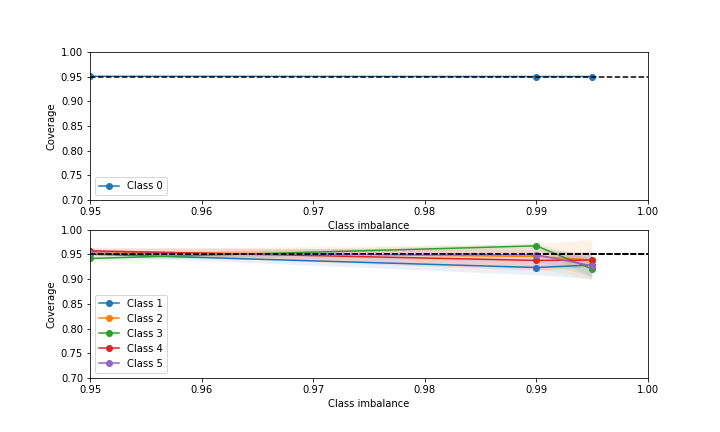 1.00
0.95
0.90
0.85
0.80
0.75
0.70
Coverage
Class 0
0.95 0.96 0.97 0.98 0.99 1.00
Class imbalance
1.00
0.95
0.90
0.85
0.80
0.75
0.70
Coverage
Class 1
Class 2
Class 3
Class 4
Class 5
0.95 0.96 0.97 0.98 0.99 1.00
Class imbalance